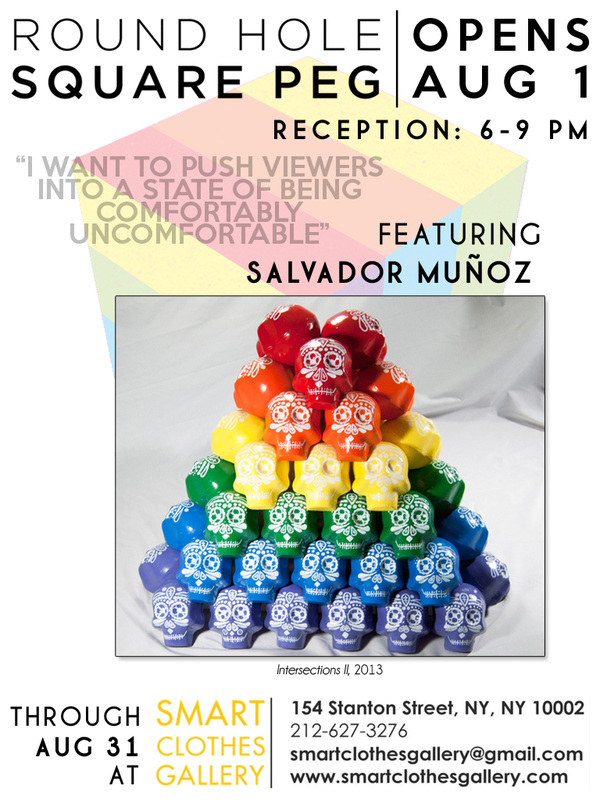 ROUND HOLE
SQUARE PEG
OPENS
AUG 1
RECEPTION: 6-9 PM
“I WANT TO PUSH VIEWERS
INTO A STATE OF BEING
COMFORTABLY
UNCOMFORTABLE”
FEATURING
SALVADOR MUÑOZ
Intersections II, 2013
THROUGH
AUG 31
AT
SMART
CLOTHES
GALLERY
154 Stanton Street, NY, NY 10002
212-627-3276
smartclothesgallery@gmail.com
www.smartclothesgallery.com